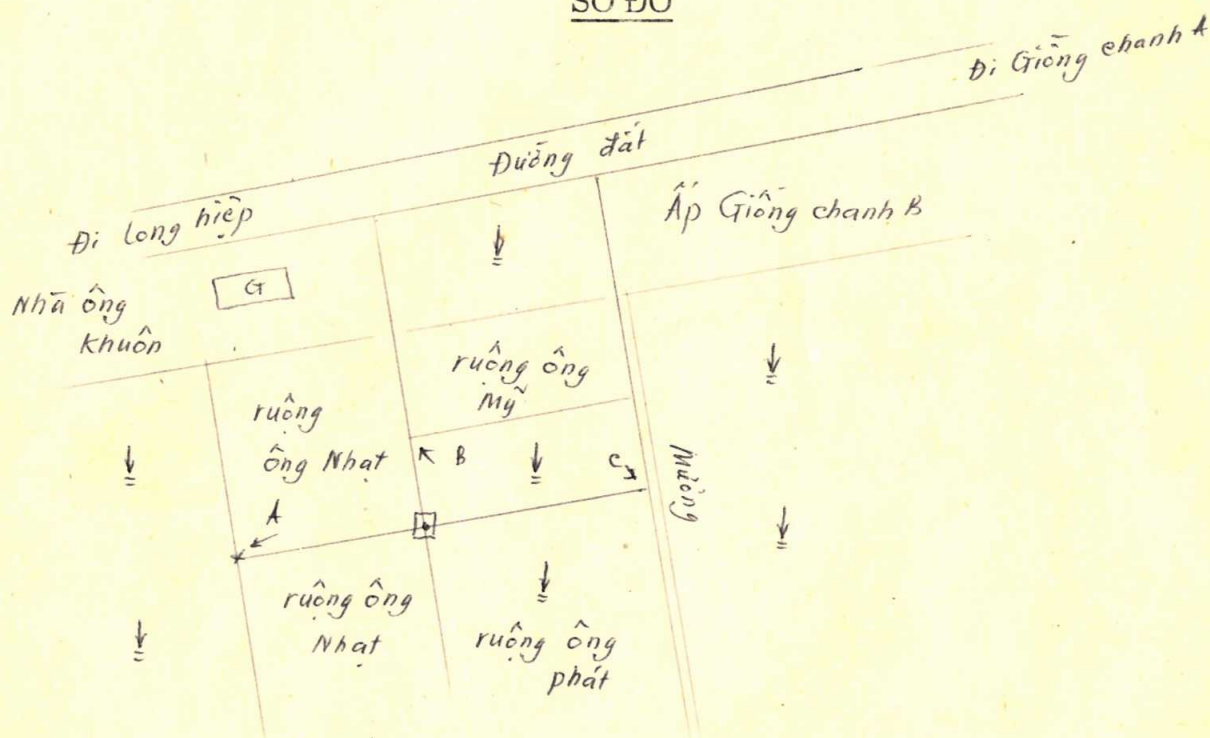 SƠ ĐỒ
Đi Giồng chanh A
Đường đất
Đi long hiệp
Ấp Giồng chanh B
G
Nhà ông
khuôn
ruộng ông
Mỹ
ruộng
ông Nhạt
B
C
Mương
A
ruộng ông
Nhạt
ruộng ông
phát